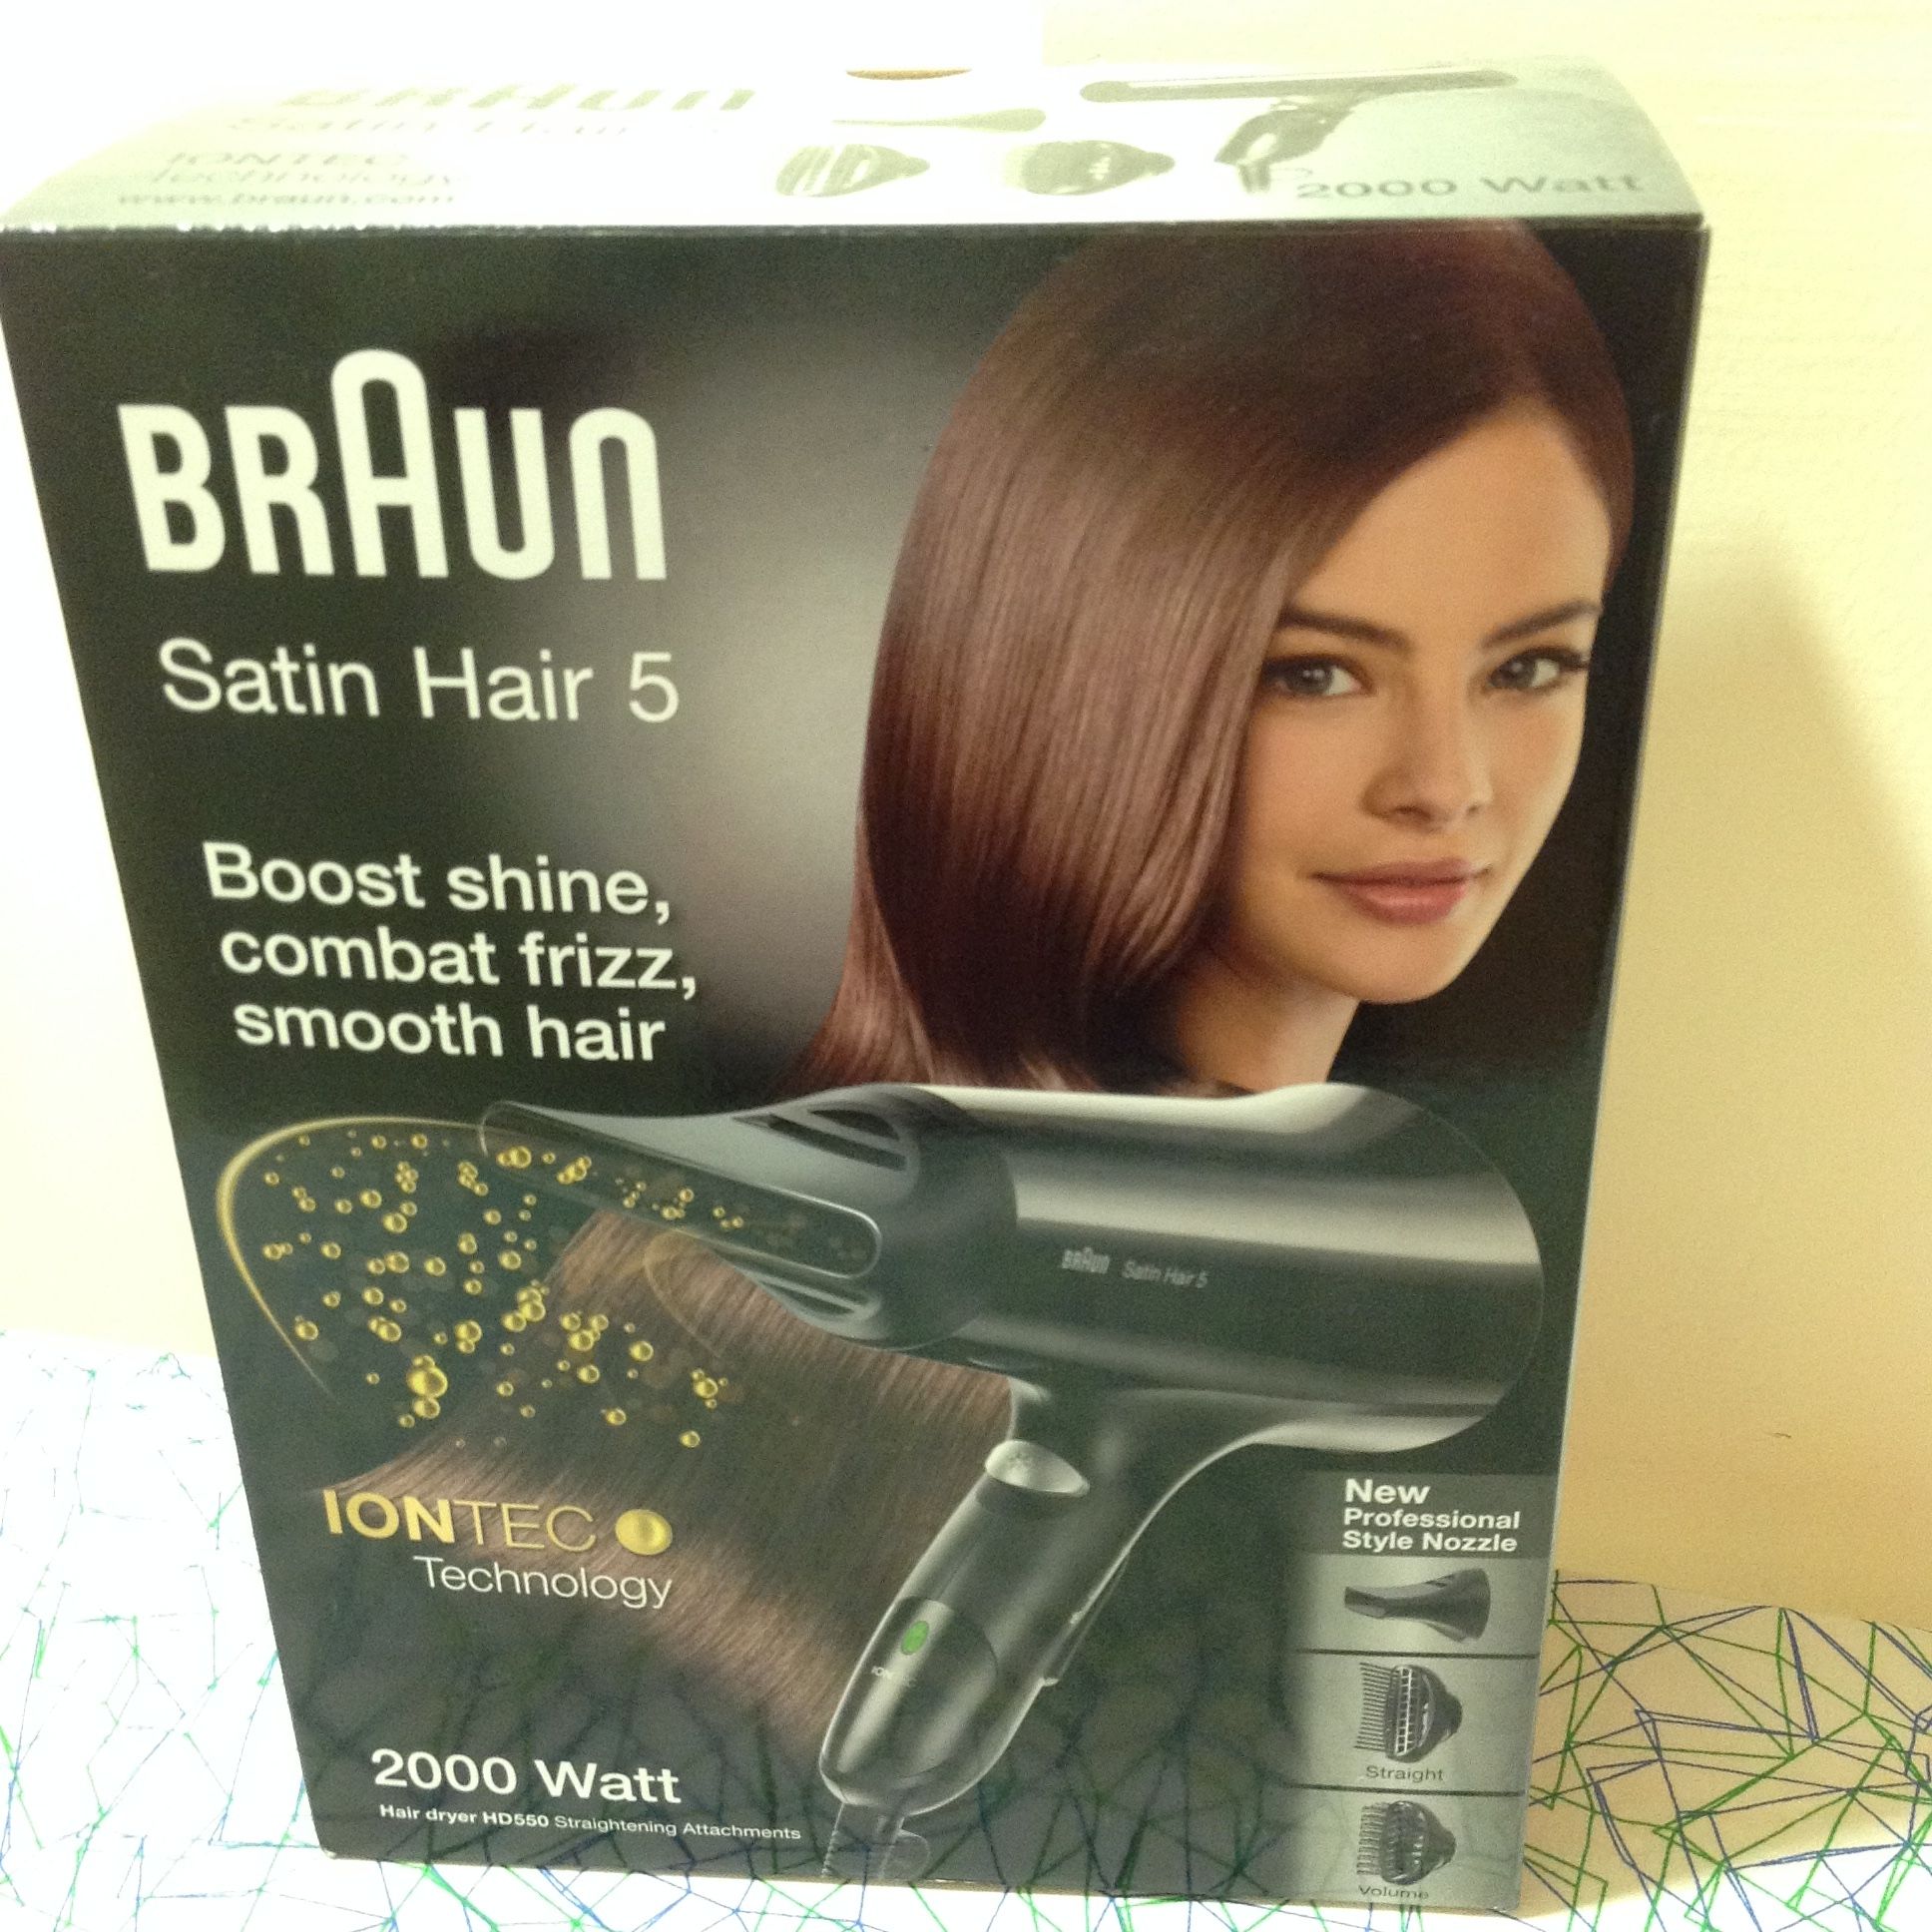 BRAUN
Satin Hair 5
IONTEC
Technology
www.braun.com
2000 Watt
BRAUN
Satin Hair 5
Boost shine,
combat frizz,
smooth hair
BRAUN Satin Hair 5
IONTEC
Technology
New
Professional
Style Nozzle
Straight
Volume
2000 Watt
Hair dryer HD550 Straightening Attachments